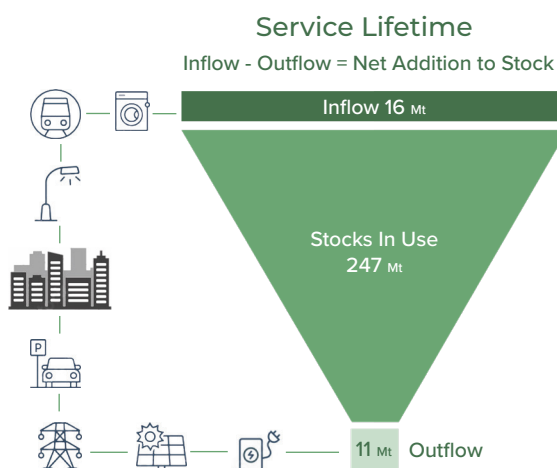 Service Lifetime
Inflow - Outflow = Net Addition to Stock
Inflow 16 Mt
Stocks In Use
247 Mt
P
11 Mt Outflow